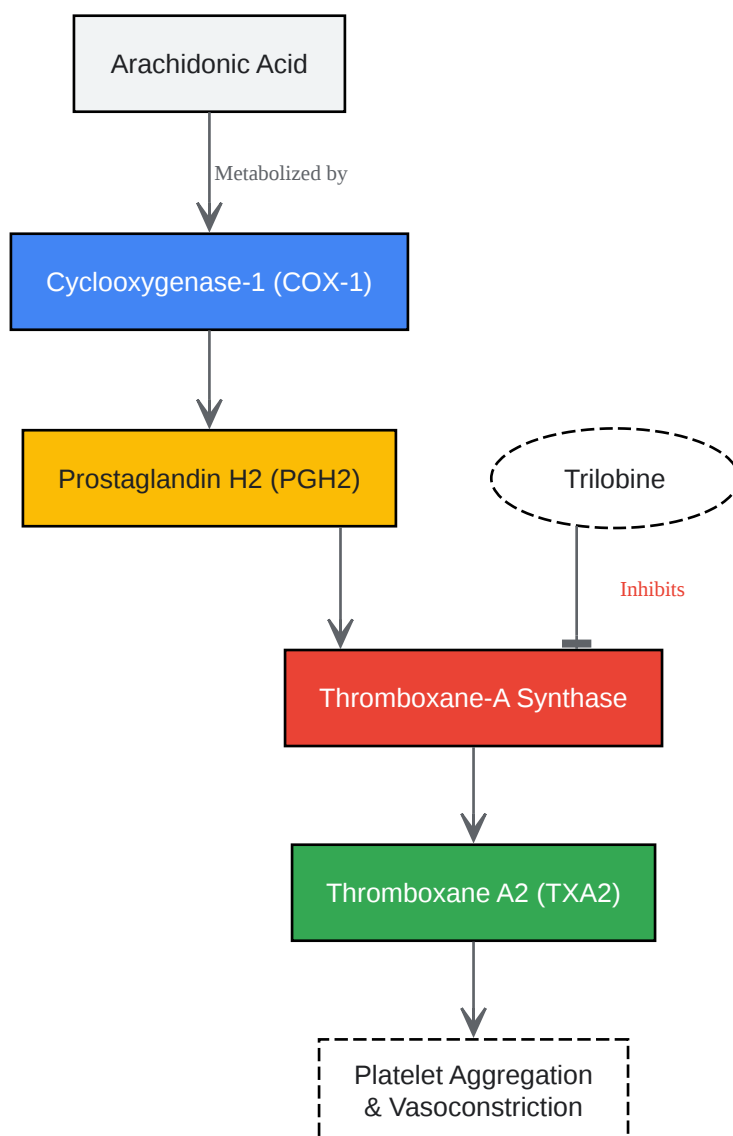 Arachidonic Acid
Metabolized by
Cyclooxygenase-1 (COX-1)
Prostaglandin H2 (PGH2)
Trilobine
Inhibits
Thromboxane-A Synthase
Thromboxane A2 (TXA2)
Platelet Aggregation
& Vasoconstriction